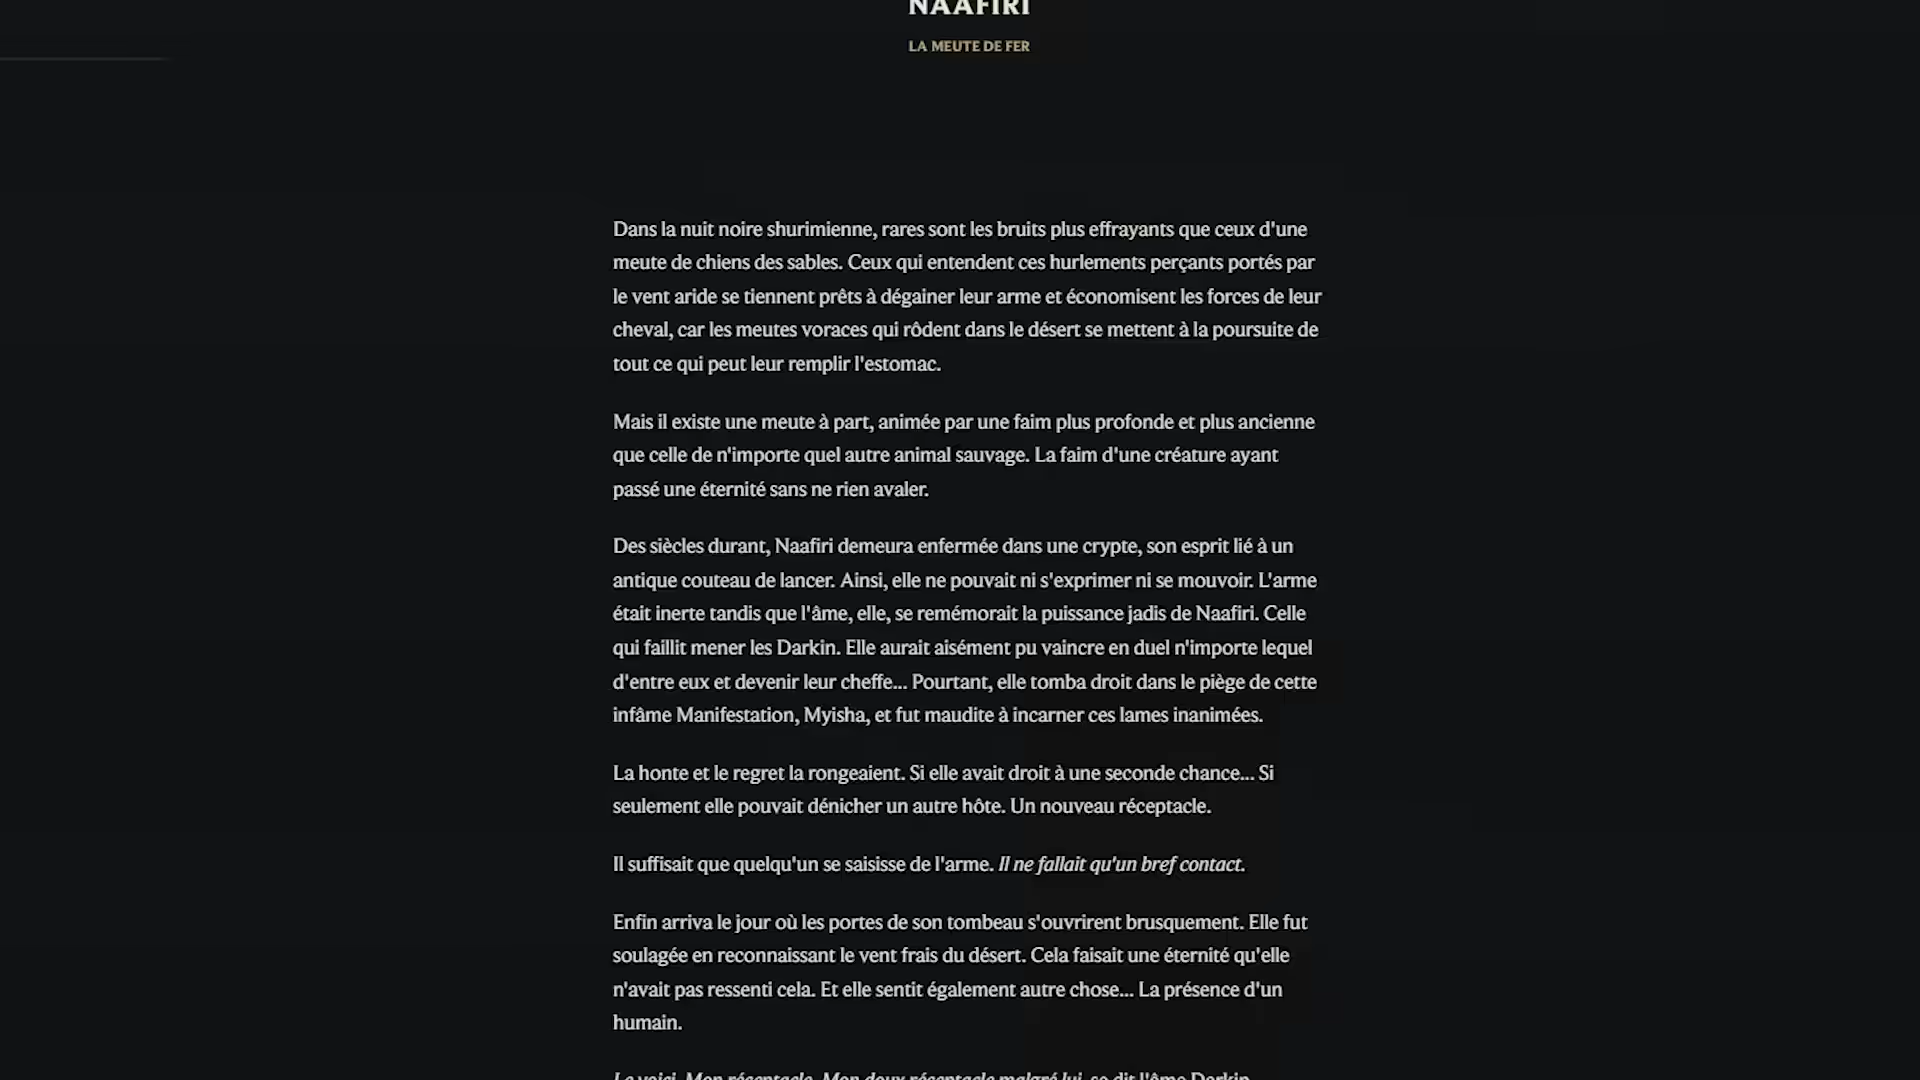 NAAFIRI
LA MEUTE DE FER
Dans la nuit noire shurimienne, rares sont les bruits plus effrayants que ceux d'une
meute de chiens des sables. Ceux qui entendent ces hurlements perçants portés par
le vent aride se tiennent prêts à dégainer leur arme et économisent les forces de leur
cheval, car les meutes voraces qui rôdent dans le désert se mettent à la poursuite de
tout ce qui peut leur remplir l'estomac.
Mais il existe une meute à part, animée par une faim plus profonde et plus ancienne
que celle de n'importe quel autre animal sauvage. La faim d'une créature ayant
passé une éternité sans ne rien avaler.
Des siècles durant, Naafiri demeura enfermée dans une crypte, son esprit lié à un
antique couteau de lancer. Ainsi, elle ne pouvait ni s'exprimer ni se mouvoir. L'arme
était inerte tandis que l'âme, elle, se remémorait la puissance jadis de Naafiri. Celle
qui faillit mener les Darkin. Elle aurait aisément pu vaincre en duel n'importe lequel
d'entre eux et devenir leur cheffe... Pourtant, elle tomba droit dans le piège de cette
infâme Manifestation, Myisha, et fut maudite à incarner ces lames inanimées.
La honte et le regret la rongeaient. Si elle avait droit à une seconde chance... Si
seulement elle pouvait dénicher un autre hôte. Un nouveau réceptacle.
Il suffisait que quelqu'un se saisisse de l'arme. Il ne fallait qu'un bref contact.
Enfin arriva le jour où les portes de son tombeau s'ouvrirent brusquement. Elle fut
soulagée en reconnaissant le vent frais du désert. Cela faisait une éternité qu'elle
n'avait pas ressenti cela. Et elle sentit également autre chose... La présence d'un
humain.
Le voici. Mon réceptacle. Mon doux réceptacle malgré lui, se dit l'âme Darkin.